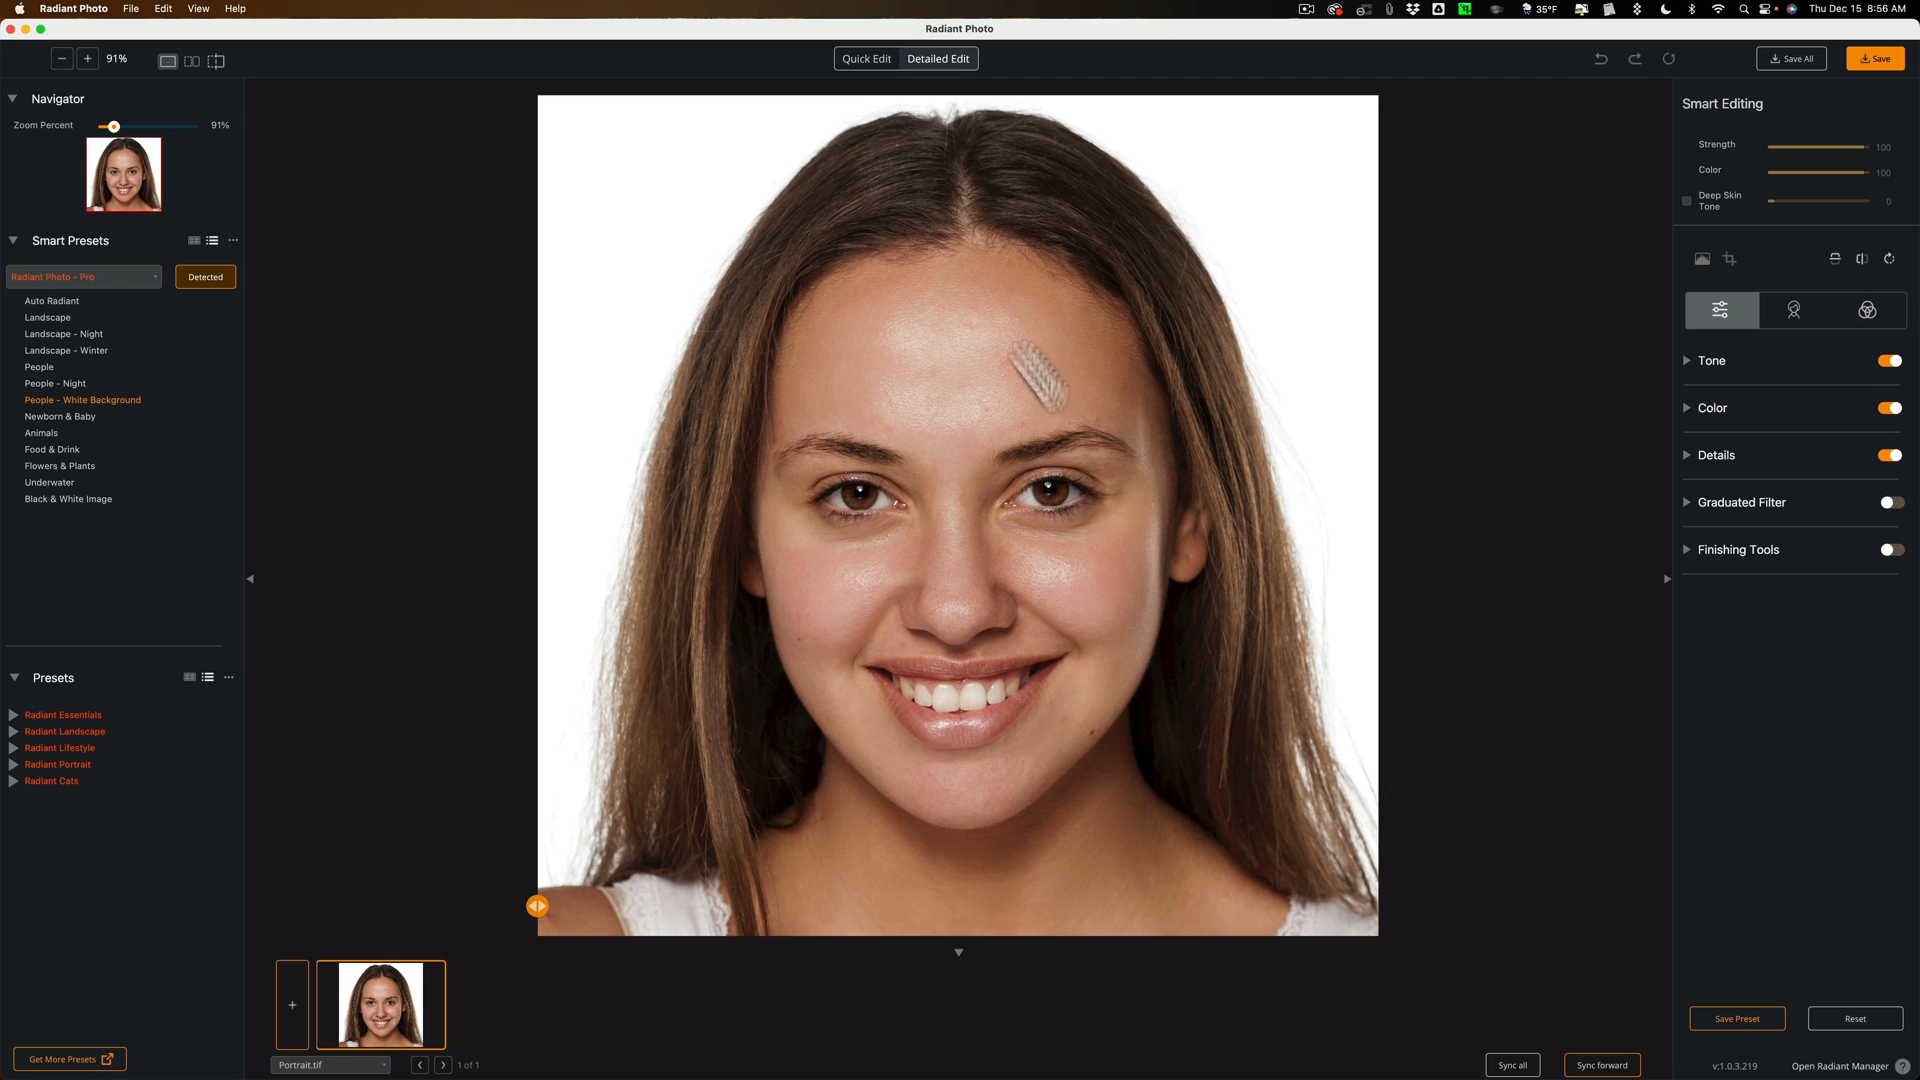 Radiant Photo File Edit View Help
35°F Thu Dec 15 8:56 AM
Radiant Photo
91%
Quick Edit Detailed Edit
Save All Save
Navigator
Zoom Percent 91%
Smart Presets
Radiant Photo - Pro Detected
Auto Radiant
Landscape
Landscape - Night
Landscape - Winter
People
People - Night
People - White Background
Newborn & Baby
Animals
Food & Drink
Flowers & Plants
Underwater
Black & White Image
Presets
Radiant Essentials
Radiant Landscape
Radiant Lifestyle
Radiant Portrait
Radiant Cats
Get More Presets
Portrait.tif
1 of 1
Sync all Sync forward
Smart Editing
Strength 100
Color 100
Deep Skin
Tone 0
Tone
Color
Details
Graduated Filter
Finishing Tools
Save Preset Reset
v:1.0.3.219 Open Radiant Manager ?